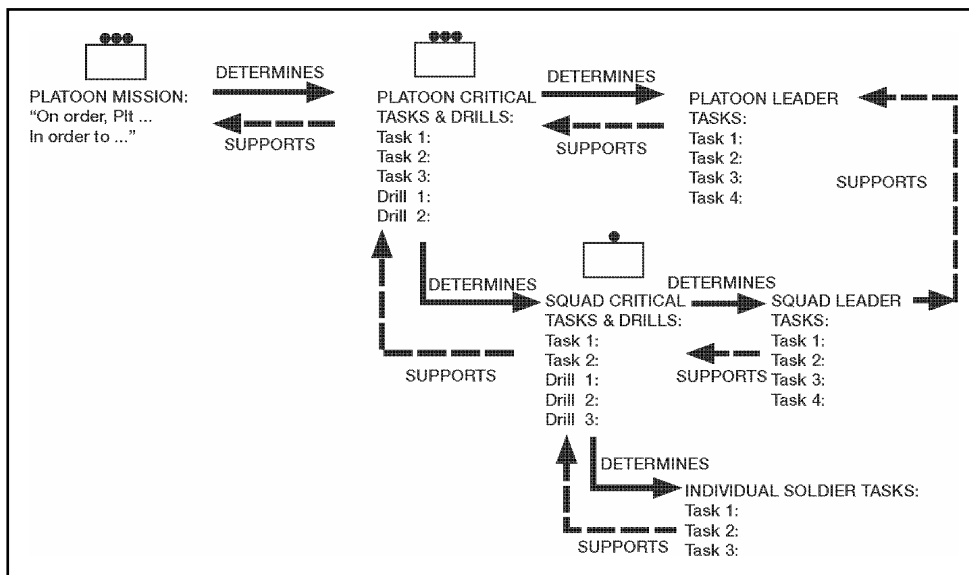 DETERMINES
PLATOON MISSION:
“On order, Plt ...
In order to ...”
SUPPORTS
PLATOON CRITICAL
TASKS & DRILLS:
Task 1:
Task 2:
Task 3:
Drill 1:
Drill 2:
DETERMINES
SUPPORTS
PLATOON LEADER
TASKS:
Task 1:
Task 2:
Task 3:
Task 4:
SUPPORTS
DETERMINES
SUPPORTS
SQUAD CRITICAL
TASKS & DRILLS:
Task 1:
Task 2:
Drill 1:
Drill 2:
Drill 3:
DETERMINES
SUPPORTS
SQUAD LEADER
TASKS:
Task 1:
Task 2:
Task 3:
Task 4:
DETERMINES
SUPPORTS
INDIVIDUAL SOLDIER TASKS:
Task 1:
Task 2:
Task 3: